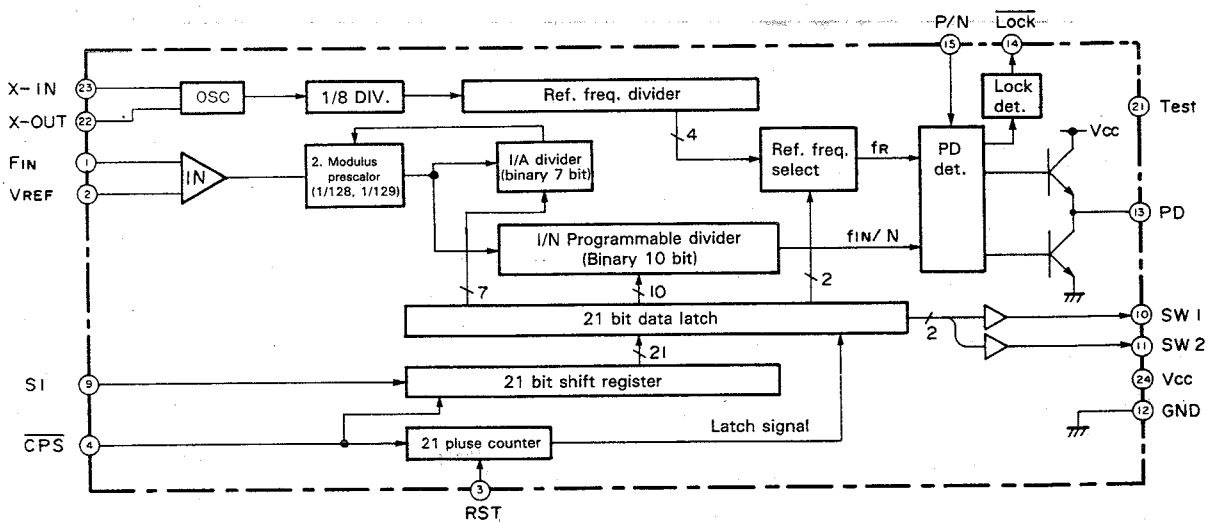 P/N
Lock
15
14
X-IN
23
OSC
1/8 DIV.
Ref. freq. divider
Lock
det.
21
Test
X-OUT
22
4
Vcc
FIN
1
IN
2. Modulus
prescalor
(1/128, 1/129)
I/A divider
(binary 7 bit)
Ref. freq.
select
fR
PD
det.
VREF
2
13
PD
I/N Programmable divider
(Binary 10 bit)
fIN/N
7
10
2
21 bit data latch
2
10
SW1
11
SW2
21
SI
9
21 bit shift register
24
Vcc
12
GND
CPS
4
21 pluse counter
Latch signal
3
RST